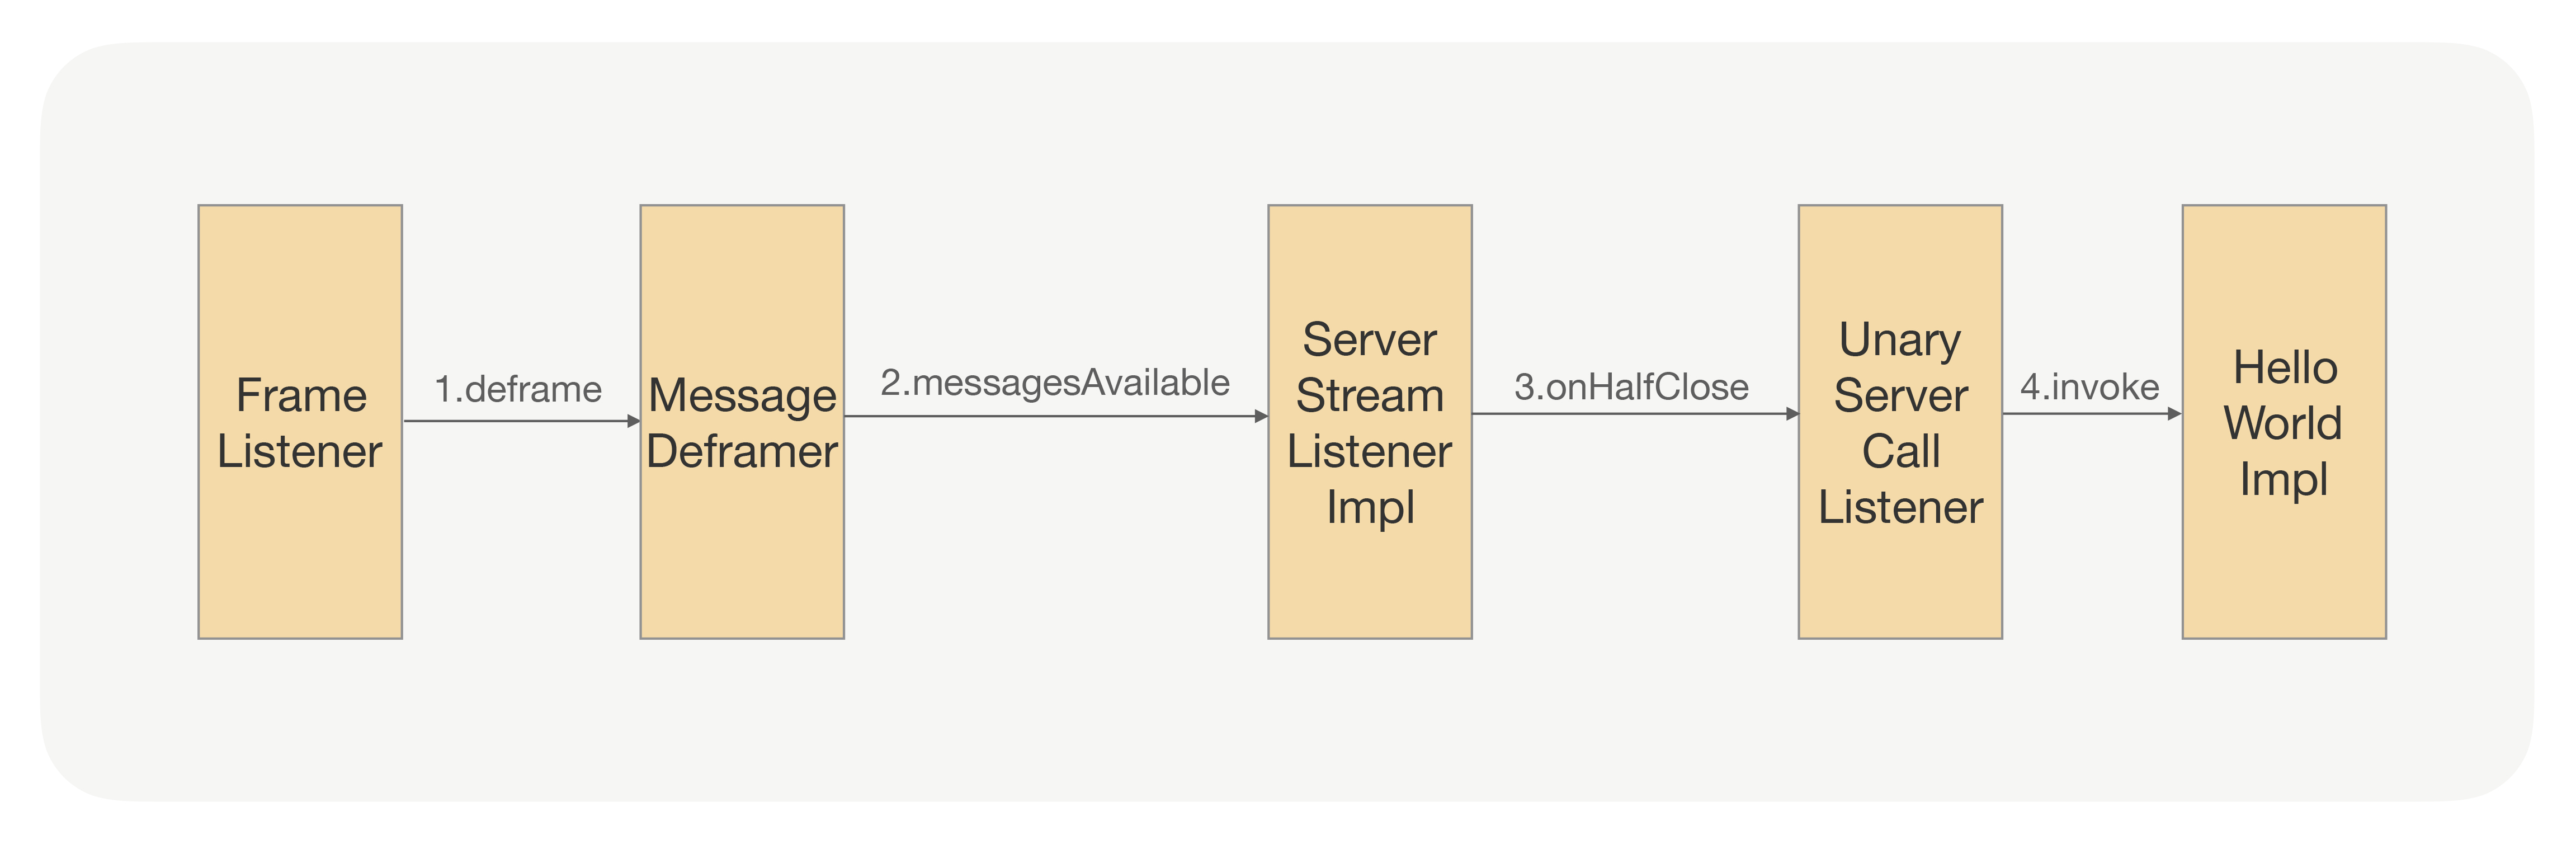 Frame
Listener
1.deframe
Message
Deframer
2.messagesAvailable
Server
Stream
Listener
Impl
3.onHalfClose
Unary
Server
Call
Listener
4.invoke
Hello
World
Impl